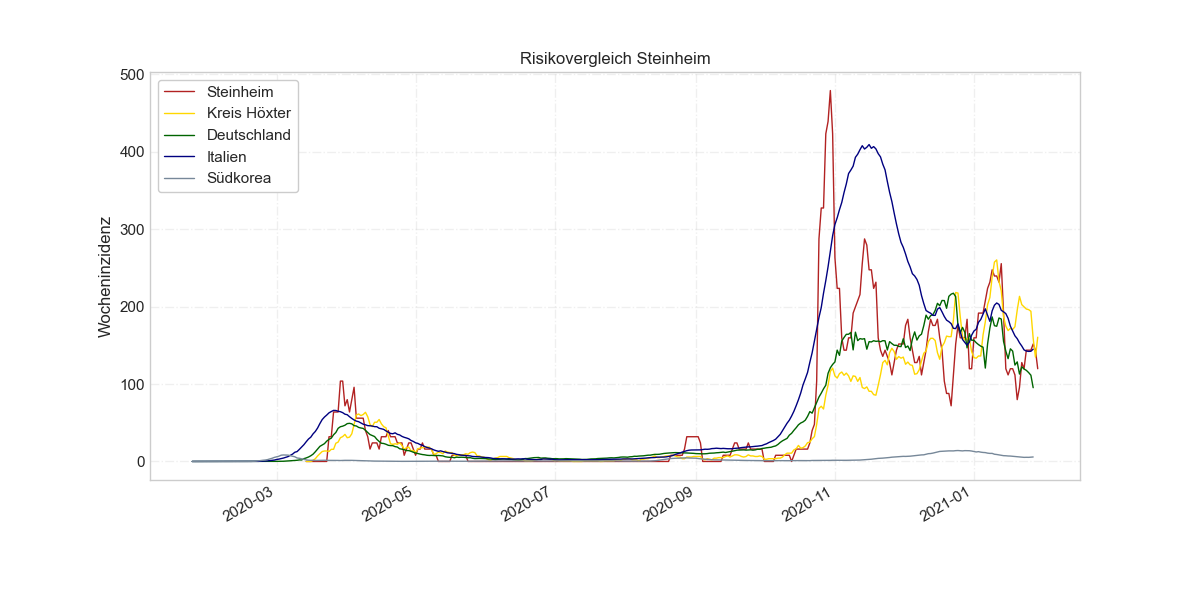 Risikovergleich Steinheim
Wocheninzidenz
500
400
300
200
100
0
Steinheim
Kreis Höxter
Deutschland
Italien
Südkorea
2020-03
2020-05
2020-07
2020-09
2020-11
2021-01